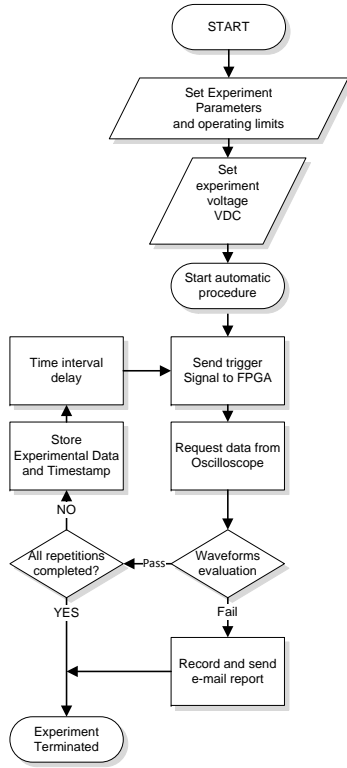 START
Set Experiment
Parameters
and operating limits
Set
experiment
voltage
VDC
Start automatic
procedure
Time interval
delay
Send trigger
Signal to FPGA
Store
Experimental Data
and Timestamp
Request data from
Oscilloscope
NO
All repetitions
completed?
Pass
Waveforms
evaluation
YES
Fail
Record and send
e-mail report
Experiment
Terminated